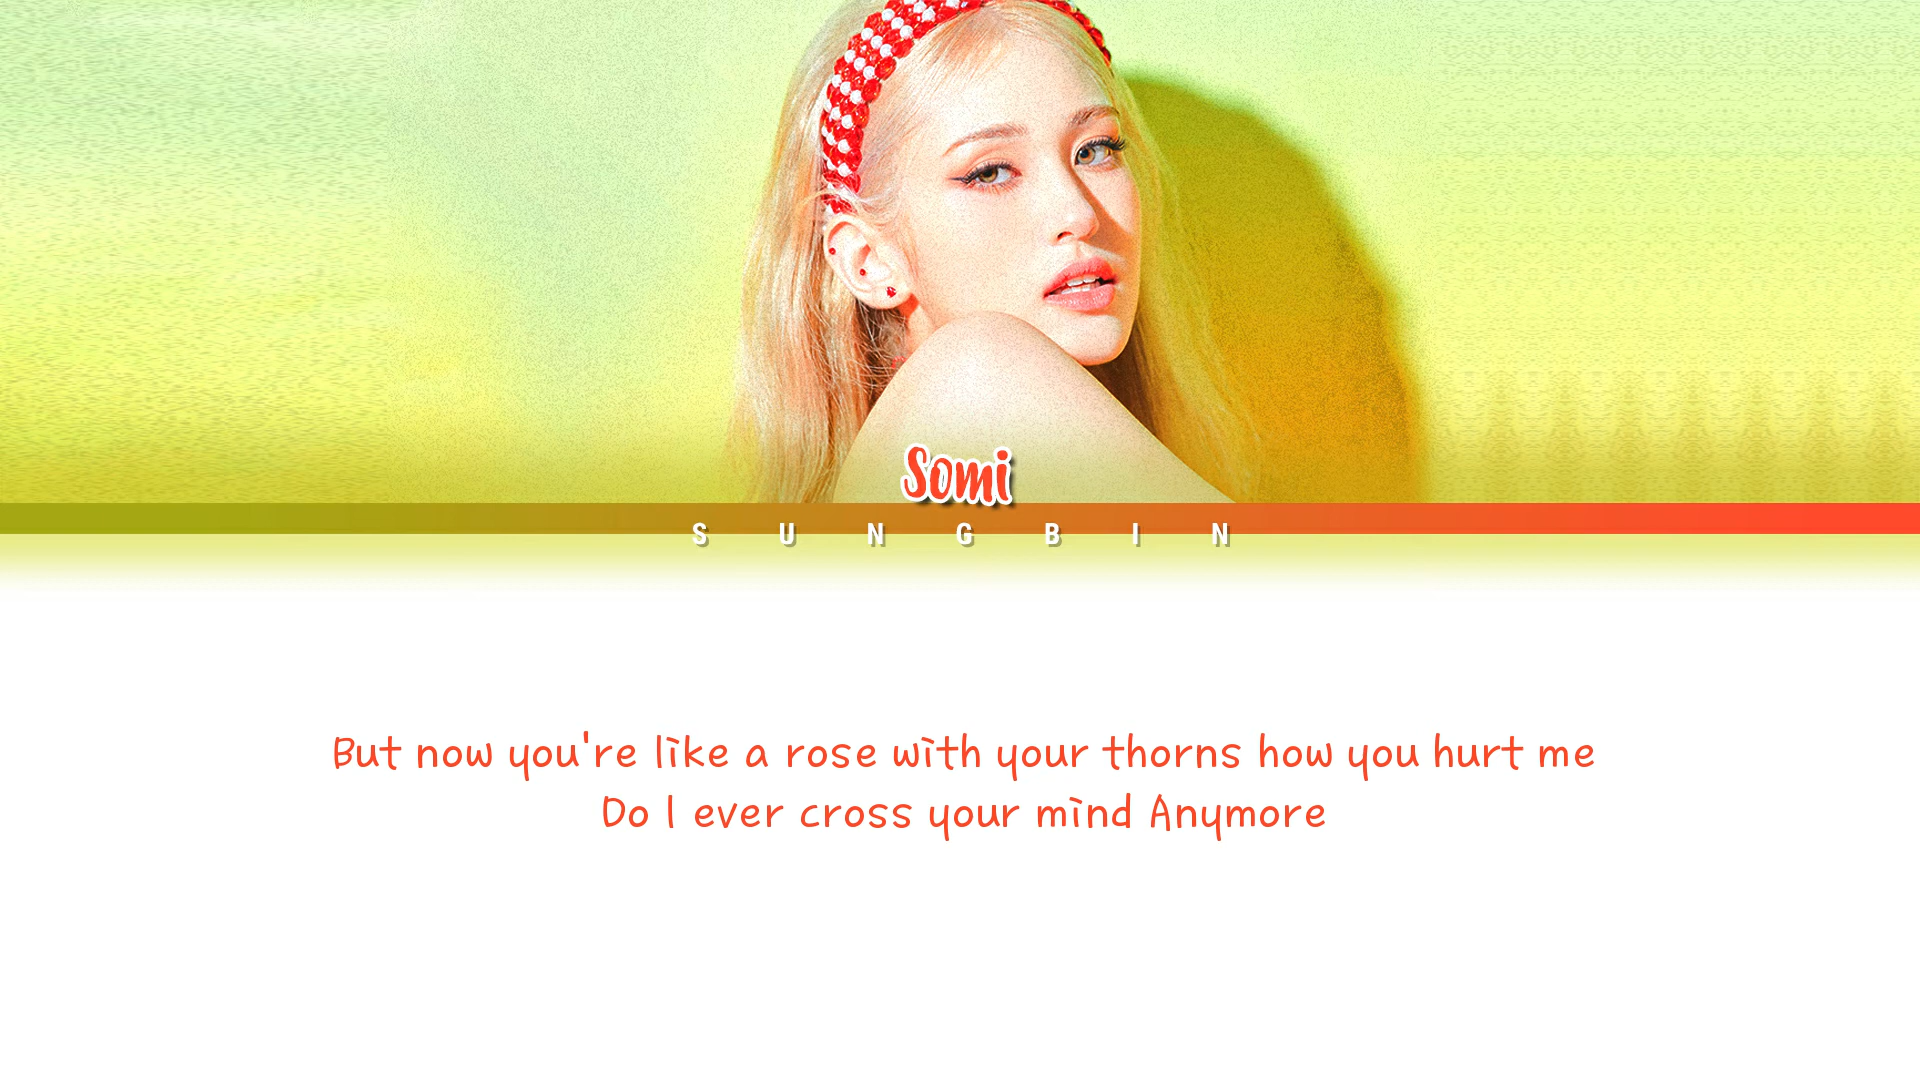 Somi
SUNGBIN
But now you're like a rose with your thorns how you hurt me
Do I ever cross your mind Anymore